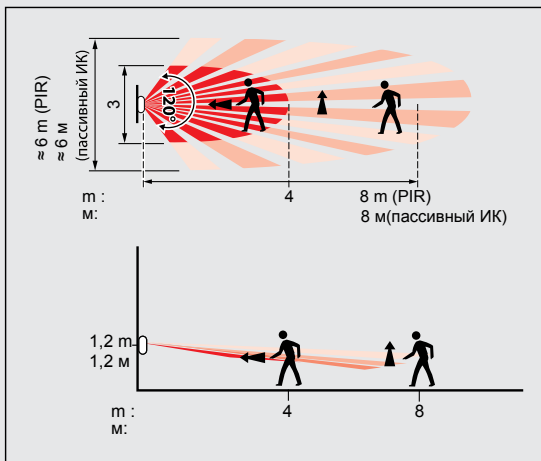 ≈ 6 m (PIR)
≈ 6 м
(пассивный ИК)
3
120°
m :
4
8 m (PIR)
м:
8 м(пассивный ИК)
1,2 m
1,2 м
m :
4
8
м: